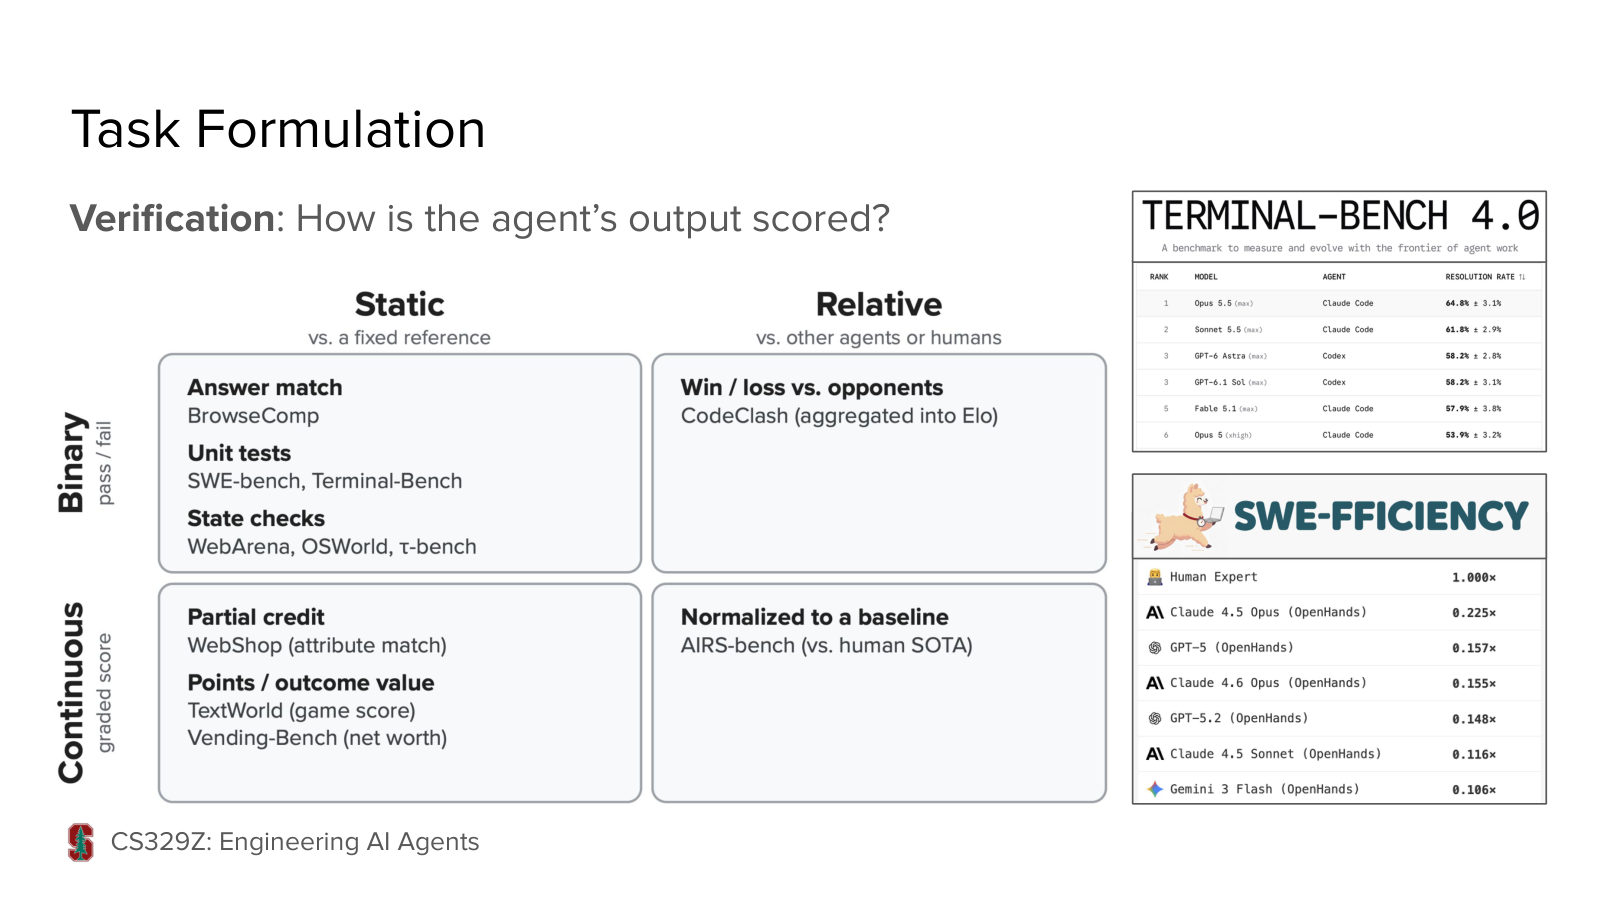 Task Formulation
Verification: How is the agent's output scored?
Static
vs. a fixed reference
Relative
vs. other agents or humans
Binary
pass / fail
Answer match
BrowseComp
Unit tests
SWE-bench, Terminal-Bench
State checks
WebArena, OSWorld, τ-bench
Win / loss vs. opponents
CodeClash (aggregated into Elo)
Continuous
graded score
Partial credit
WebShop (attribute match)
Points / outcome value
TextWorld (game score)
Vending-Bench (net worth)
Normalized to a baseline
AIRS-bench (vs. human SOTA)
TERMINAL-BENCH 4.0
A benchmark to measure and evolve with the frontier of agent work
RANK MODEL AGENT RESOLUTION RATE ↑↓
1 Opus 5.5 (max) Claude Code 64.8% ± 3.1%
2 Sonnet 5.5 (max) Claude Code 61.8% ± 2.9%
3 GPT-6 Astra (max) Codex 58.2% ± 2.8%
3 GPT-6.1 Sol (max) Codex 58.2% ± 3.1%
5 Fable 5.1 (max) Claude Code 57.9% ± 3.8%
6 Opus 5 (xhigh) Claude Code 53.9% ± 3.2%
SWE-FFICIENCY
Human Expert 1.000×
Claude 4.5 Opus (OpenHands) 0.225×
GPT-5 (OpenHands) 0.157×
Claude 4.6 Opus (OpenHands) 0.155×
GPT-5.2 (OpenHands) 0.148×
Claude 4.5 Sonnet (OpenHands) 0.116×
Gemini 3 Flash (OpenHands) 0.106×
CS329Z: Engineering AI Agents